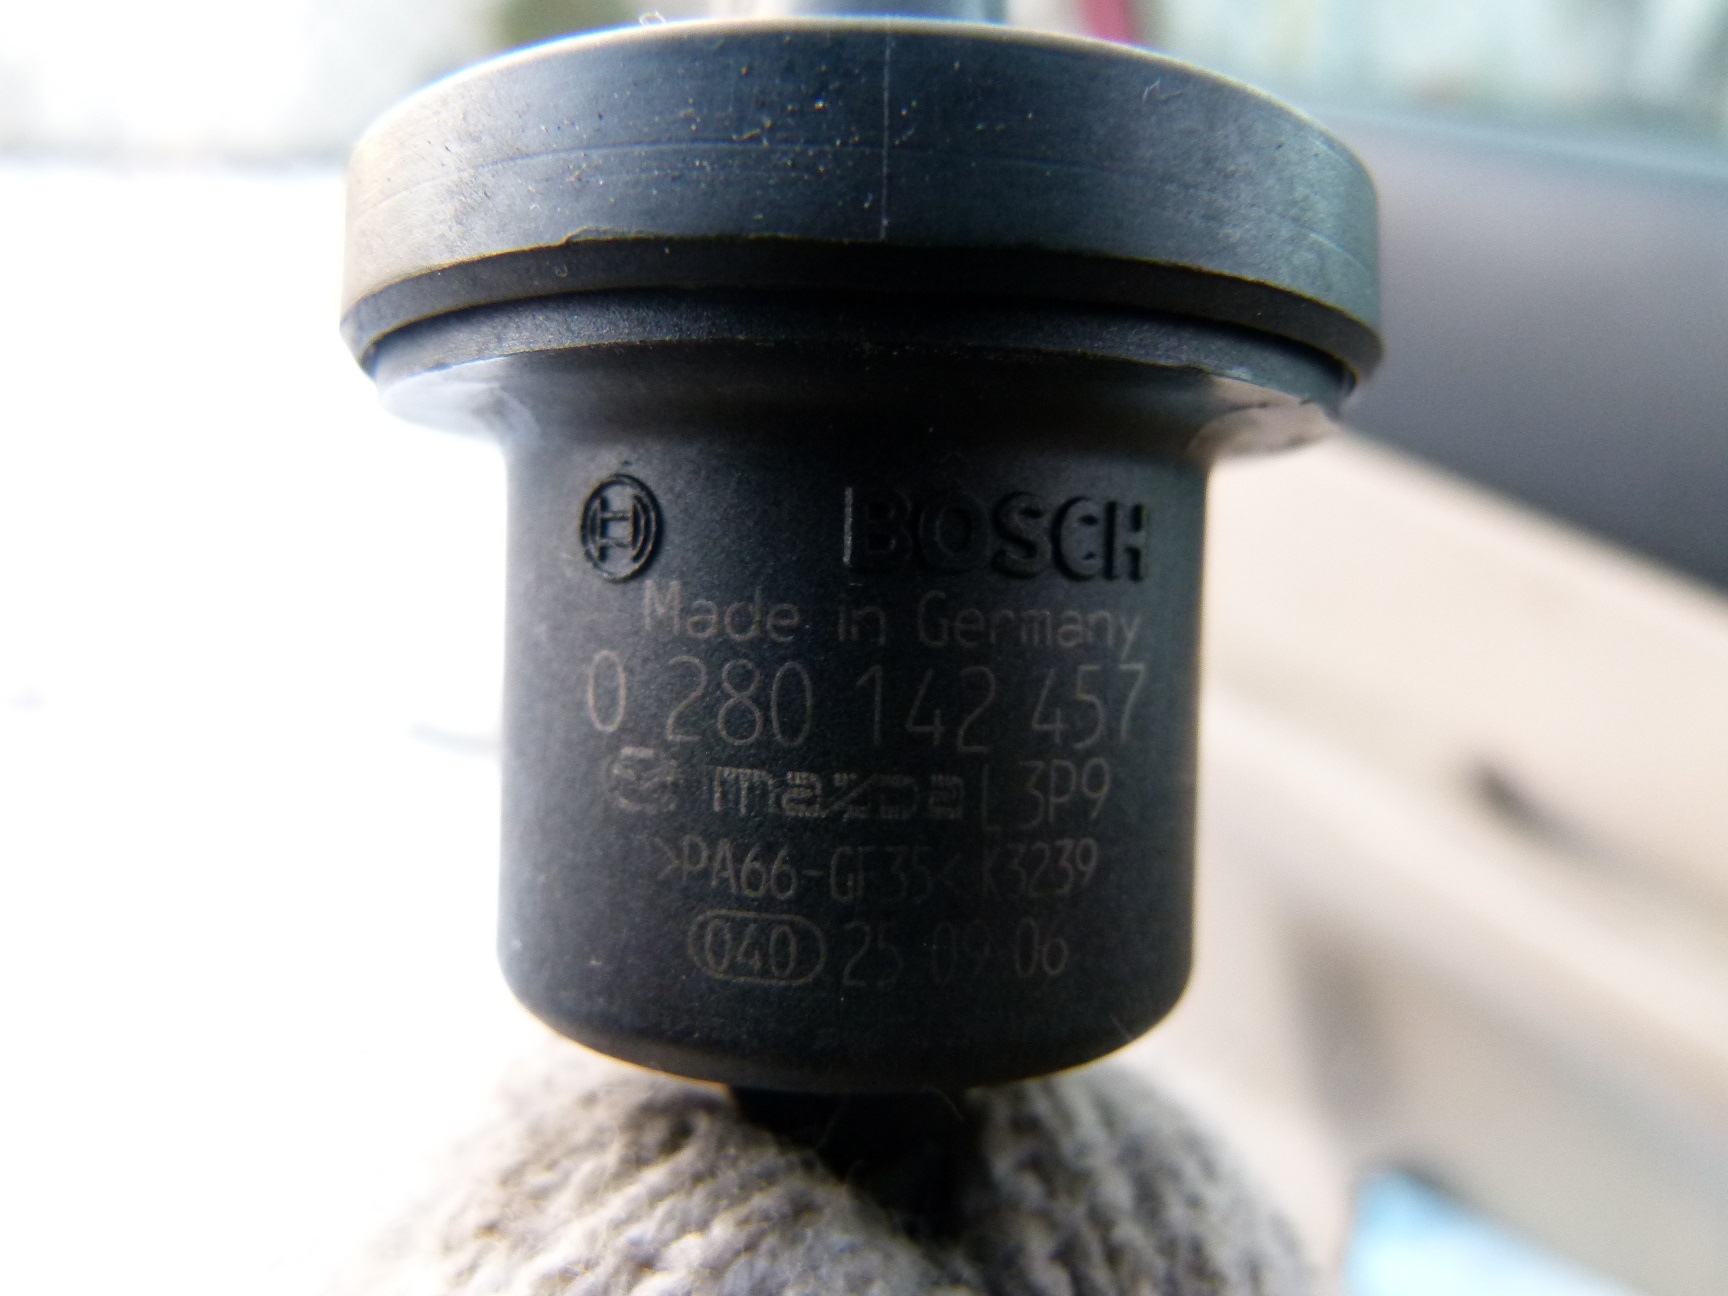 BOSCH
Made in Germany
0 280 142 457
mazda L3P9
>PA66-GF35< K3239
040 25 09 06